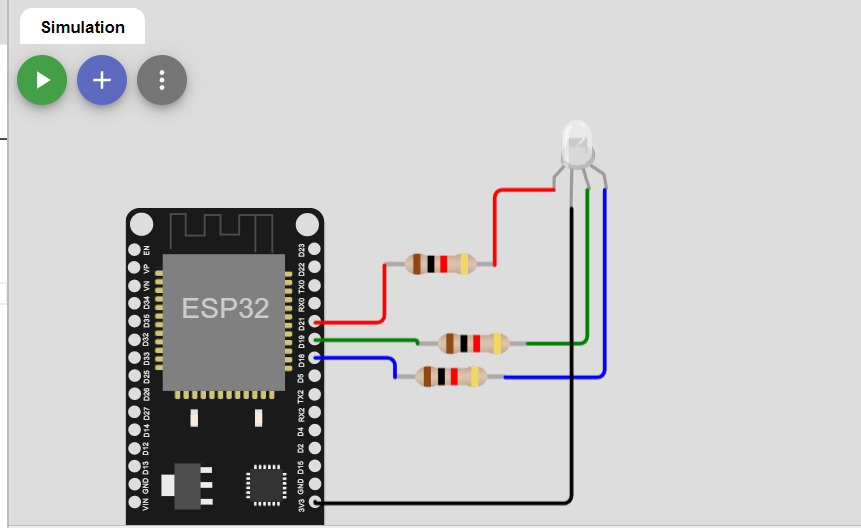 Simulation
ESP32
EN
VP
VN
D34
D35
D32
D33
D25
D26
D27
D14
D12
D13
GND
VIN
D23
D22
TX0
RX0
D21
D19
D18
D5
TX2
RX2
D4
D2
D15
GND
3V3